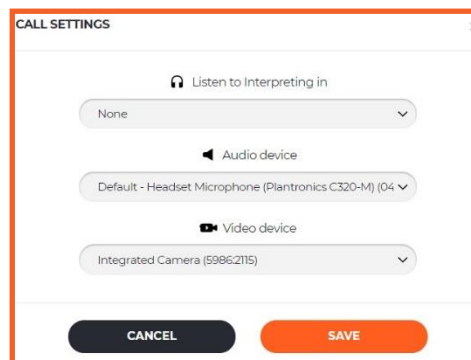 CALL SETTINGS
Listen to Interpreting in
None
Audio device
Default - Headset Microphone (Plantronics C320-M) (04
Video device
Integrated Camera (5986:2115)
CANCEL SAVE